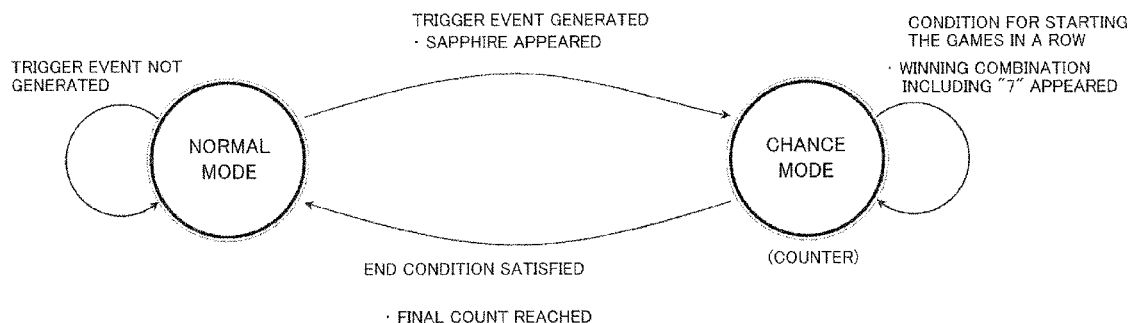 TRIGGER EVENT GENERATED
· SAPPHIRE APPEARED
CONDITION FOR STARTING
THE GAMES IN A ROW
· WINNING COMBINATION
INCLUDING "7" APPEARED
TRIGGER EVENT NOT
GENERATED
NORMAL
MODE
CHANCE
MODE
(COUNTER)
END CONDITION SATISFIED
· FINAL COUNT REACHED